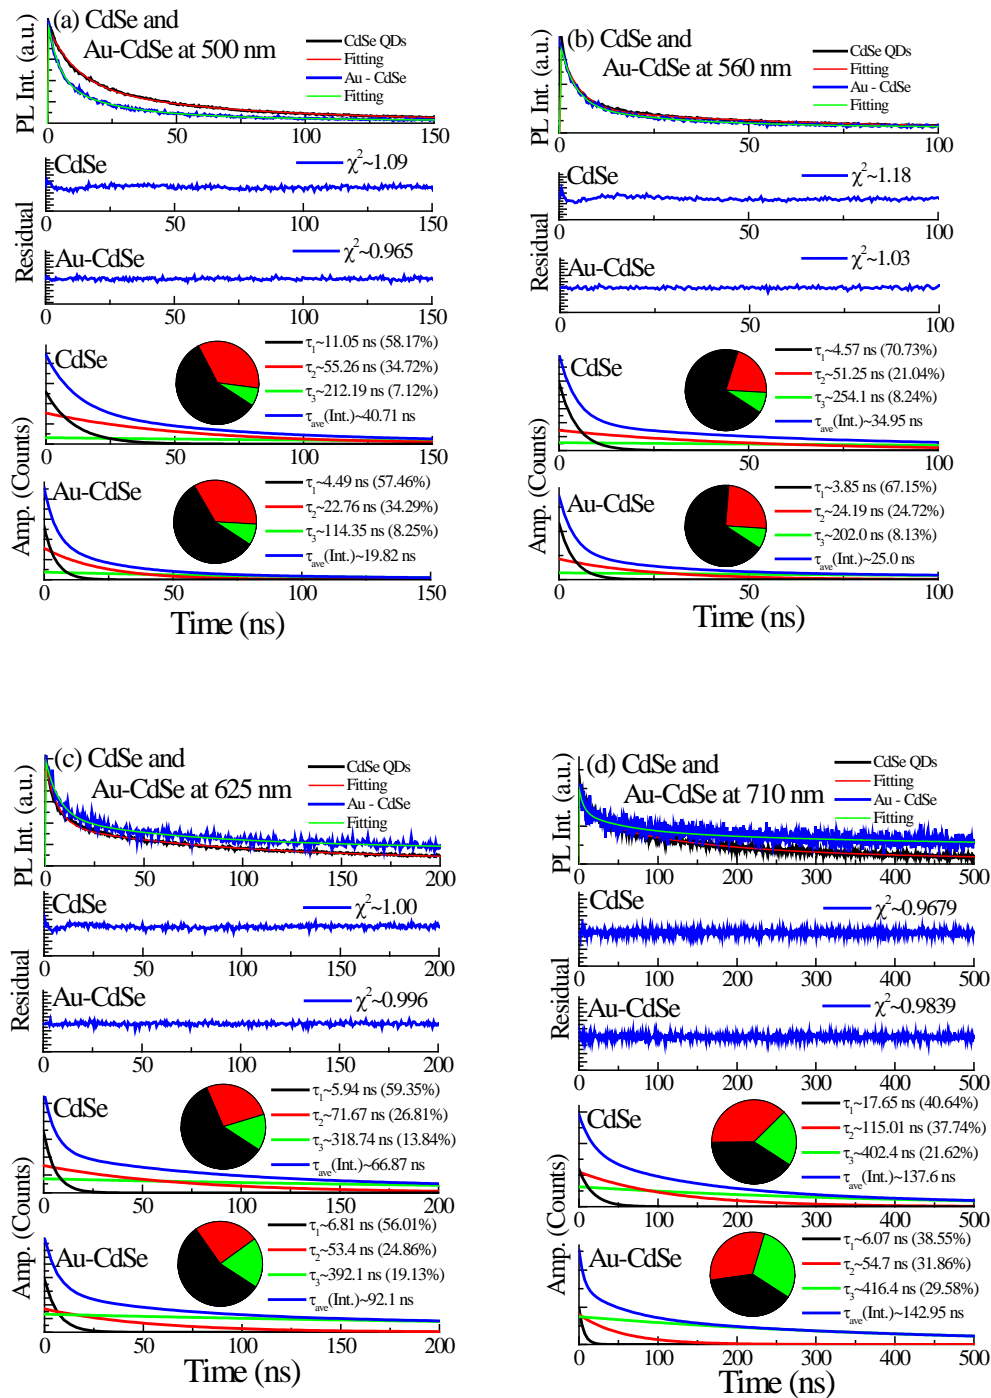 (a) CdSe and
Au-CdSe at 500 nm
PL Int. (a.u.)
CdSe QDs
Fitting
Au - CdSe
Fitting
0 50 100 150
CdSe
χ²~1.09
0 50 100 150
Residual
Au-CdSe
χ²~0.965
0 50 100 150
CdSe
τ₁~11.05 ns (58.17%)
τ₂~55.26 ns (34.72%)
τ₃~212.19 ns (7.12%)
τave(Int.)~40.71 ns
0 50 100 150
Amp. (Counts)
Au-CdSe
τ₁~4.49 ns (57.46%)
τ₂~22.76 ns (34.29%)
τ₃~114.35 ns (8.25%)
τave(Int.)~19.82 ns
0 50 100 150
Time (ns)
(b) CdSe and
Au-CdSe at 560 nm
PL Int. (a.u.)
CdSe QDs
Fitting
Au - CdSe
Fitting
0 50 100
CdSe
χ²~1.18
0 50 100
Residual
Au-CdSe
χ²~1.03
0 50 100
CdSe
τ₁~4.57 ns (70.73%)
τ₂~51.25 ns (21.04%)
τ₃~254.1 ns (8.24%)
τave(Int.)~34.95 ns
0 50 100
Amp. (Counts)
Au-CdSe
τ₁~3.85 ns (67.15%)
τ₂~24.19 ns (24.72%)
τ₃~202.0 ns (8.13%)
τave(Int.)~25.0 ns
0 50 100
Time (ns)
(c) CdSe and
Au-CdSe at 625 nm
PL Int. (a.u.)
CdSe QDs
Fitting
Au - CdSe
Fitting
0 50 100 150 200
CdSe
χ²~1.00
0 50 100 150 200
Residual
Au-CdSe
χ²~0.996
0 50 100 150 200
CdSe
τ₁~5.94 ns (59.35%)
τ₂~71.67 ns (26.81%)
τ₃~318.74 ns (13.84%)
τave(Int.)~66.87 ns
0 50 100 150 200
Amp. (Counts)
Au-CdSe
τ₁~6.81 ns (56.01%)
τ₂~53.4 ns (24.86%)
τ₃~392.1 ns (19.13%)
τave(Int.)~92.1 ns
0 50 100 150 200
Time (ns)
(d) CdSe and
Au-CdSe at 710 nm
PL Int. (a.u.)
CdSe QDs
Fitting
Au - CdSe
Fitting
0 100 200 300 400 500
CdSe
χ²~0.9679
0 100 200 300 400 500
Residual
Au-CdSe
χ²~0.9839
0 100 200 300 400 500
CdSe
τ₁~17.65 ns (40.64%)
τ₂~115.01 ns (37.74%)
τ₃~402.4 ns (21.62%)
τave(Int.)~137.6 ns
0 100 200 300 400 500
Amp. (Counts)
Au-CdSe
τ₁~6.07 ns (38.55%)
τ₂~54.7 ns (31.86%)
τ₃~416.4 ns (29.58%)
τave(Int.)~142.95 ns
0 100 200 300 400 500
Time (ns)